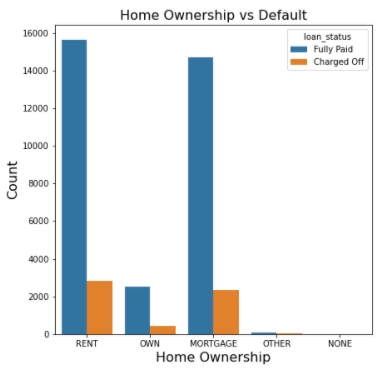 Home Ownership vs Default
loan_status
Fully Paid
Charged Off
Count
16000
14000
12000
10000
8000
6000
4000
2000
0
RENT OWN MORTGAGE OTHER NONE
Home Ownership